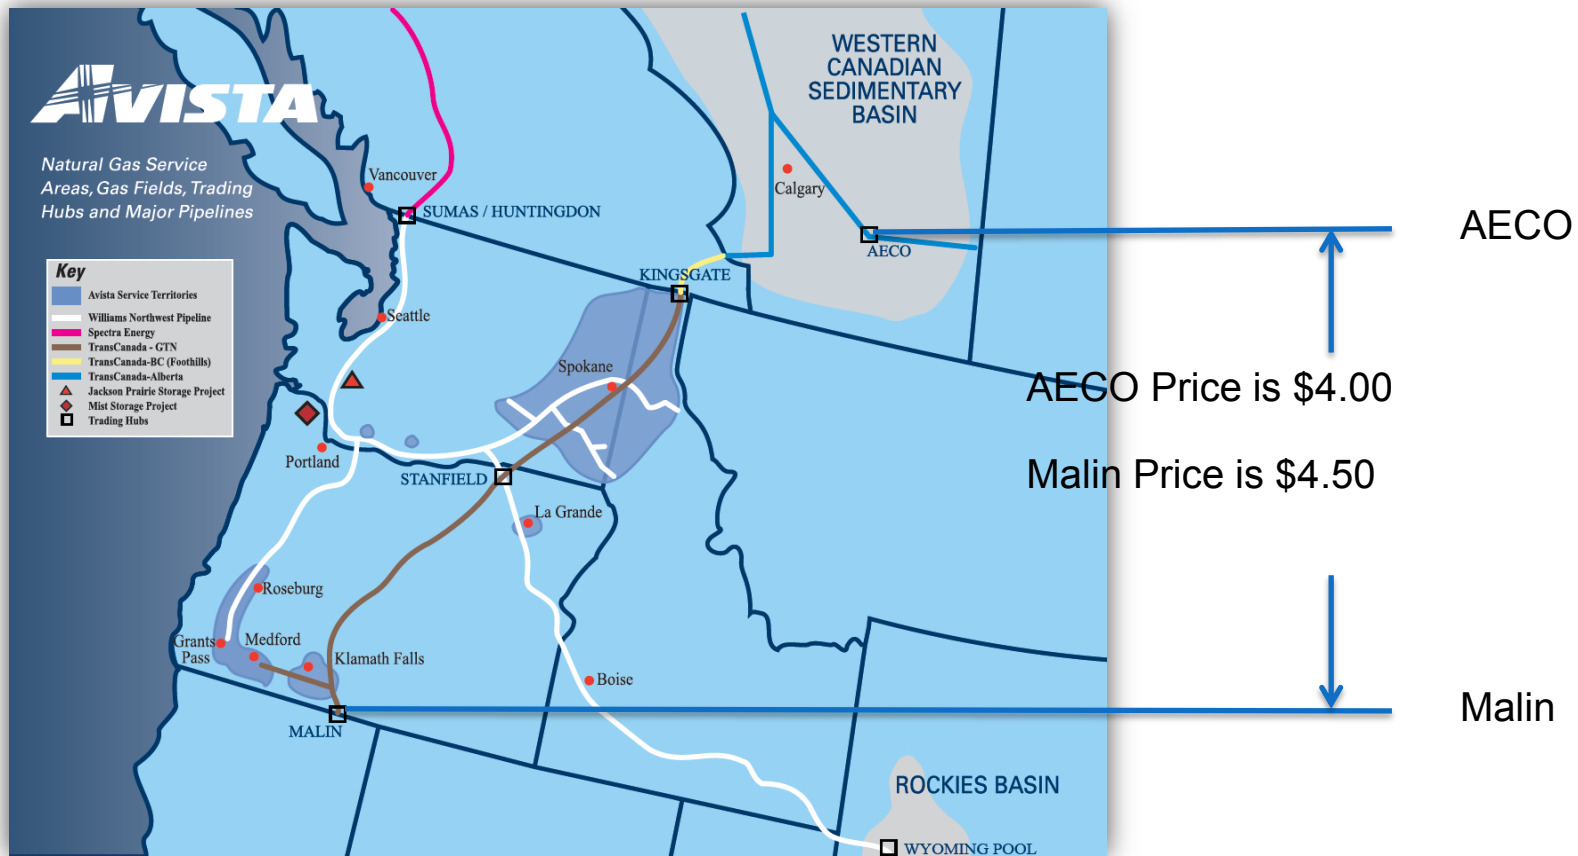 AVISTA
Natural Gas Service
Areas, Gas Fields, Trading
Hubs and Major Pipelines
Key
Avista Service Territories
Williams Northwest Pipeline
Spectra Energy
TransCanada - GTN
TransCanada-BC (Foothills)
TransCanada-Alberta
Jackson Prairie Storage Project
Mist Storage Project
Trading Hubs
WESTERN
CANADIAN
SEDIMENTARY
BASIN
Vancouver
Calgary
SUMAS / HUNTINGDON
AECO
AECO
KINGSGATE
Seattle
Spokane
AECO Price is $4.00
Portland
STANFIELD
Malin Price is $4.50
La Grande
Roseburg
Grants
Pass
Medford
Klamath Falls
Boise
MALIN
Malin
ROCKIES BASIN
WYOMING POOL